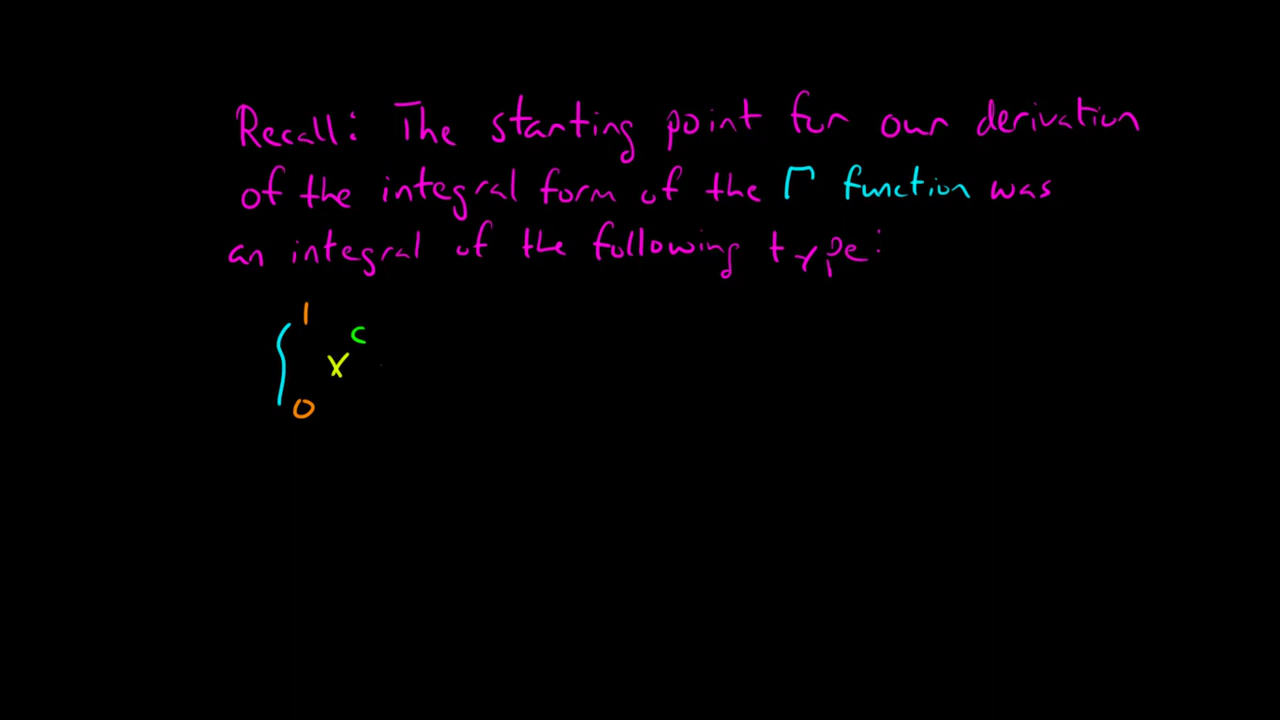 Recall: The starting point for our derivation
of the integral form of the Γ function was
an integral of the following type:
∫₀¹ xᶜ